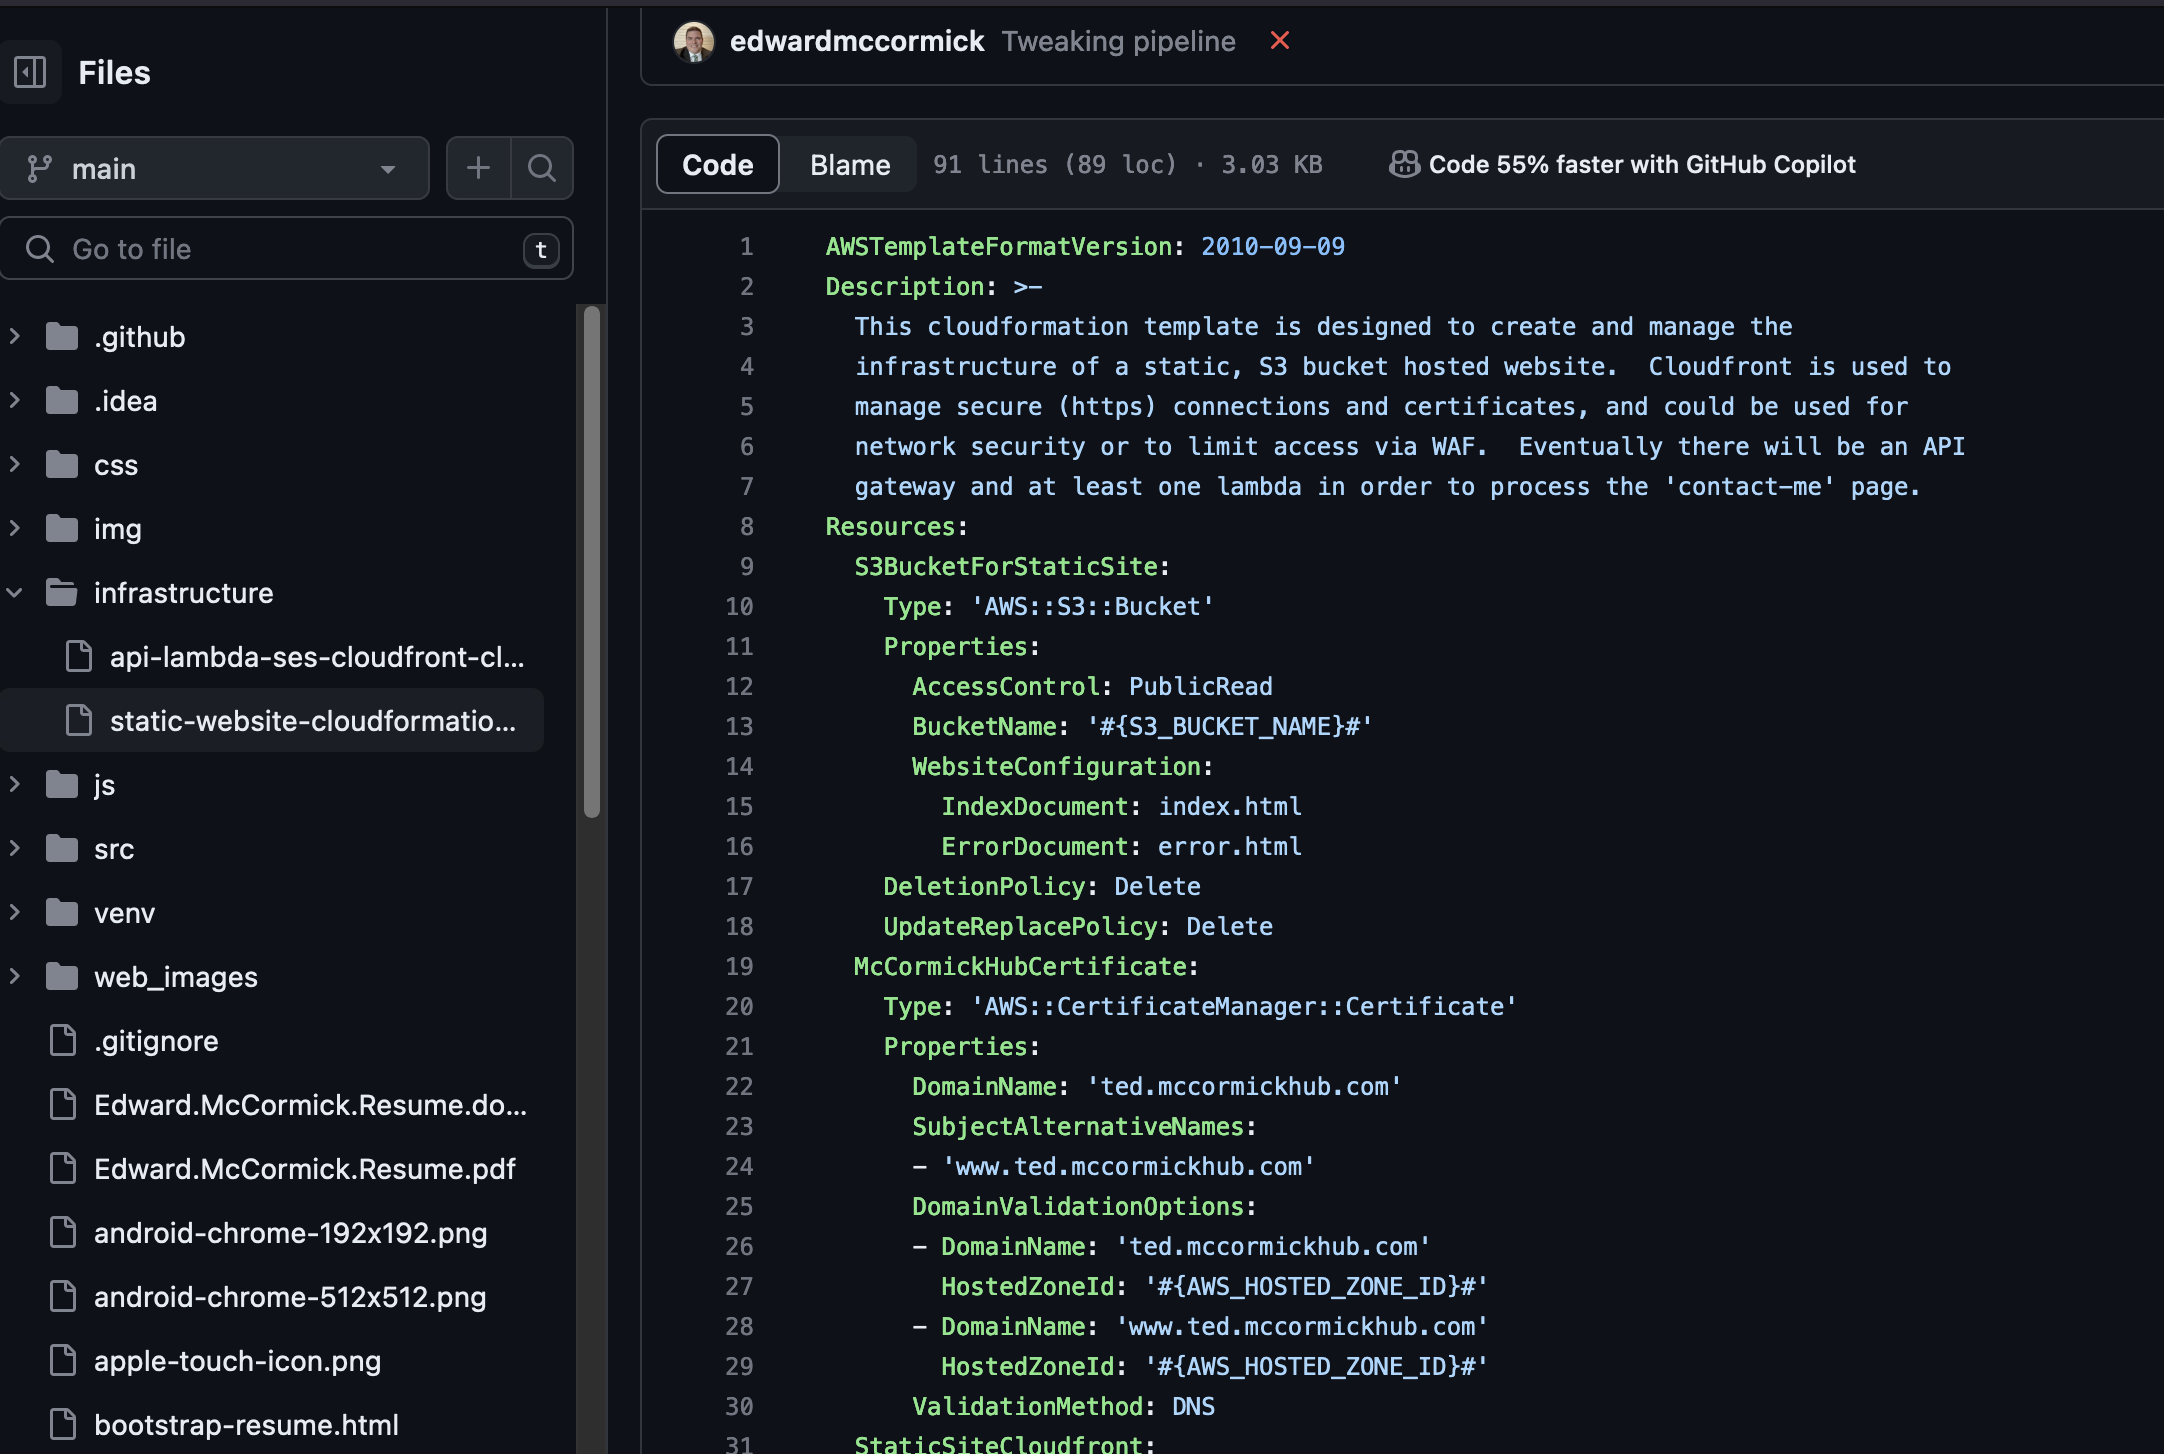 edwardmccormick Tweaking pipeline
Files
main
Go to file t
.github
.idea
css
img
infrastructure
api-lambda-ses-cloudfront-cl...
static-website-cloudformatio...
js
src
venv
web_images
.gitignore
Edward.McCormick.Resume.do...
Edward.McCormick.Resume.pdf
android-chrome-192x192.png
android-chrome-512x512.png
apple-touch-icon.png
bootstrap-resume.html
Code Blame 91 lines (89 loc) · 3.03 KB Code 55% faster with GitHub Copilot
1 AWSTemplateFormatVersion: 2010-09-09
2 Description: >-
3 This cloudformation template is designed to create and manage the
4 infrastructure of a static, S3 bucket hosted website.  Cloudfront is used to
5 manage secure (https) connections and certificates, and could be used for
6 network security or to limit access via WAF.  Eventually there will be an API
7 gateway and at least one lambda in order to process the 'contact-me' page.
8 Resources:
9 S3BucketForStaticSite:
10 Type: 'AWS::S3::Bucket'
11 Properties:
12 AccessControl: PublicRead
13 BucketName: '#{S3_BUCKET_NAME}#'
14 WebsiteConfiguration:
15 IndexDocument: index.html
16 ErrorDocument: error.html
17 DeletionPolicy: Delete
18 UpdateReplacePolicy: Delete
19 McCormickHubCertificate:
20 Type: 'AWS::CertificateManager::Certificate'
21 Properties:
22 DomainName: 'ted.mccormickhub.com'
23 SubjectAlternativeNames:
24 - 'www.ted.mccormickhub.com'
25 DomainValidationOptions:
26 - DomainName: 'ted.mccormickhub.com'
27 HostedZoneId: '#{AWS_HOSTED_ZONE_ID}#'
28 - DomainName: 'www.ted.mccormickhub.com'
29 HostedZoneId: '#{AWS_HOSTED_ZONE_ID}#'
30 ValidationMethod: DNS
31 StaticSiteCloudfront: